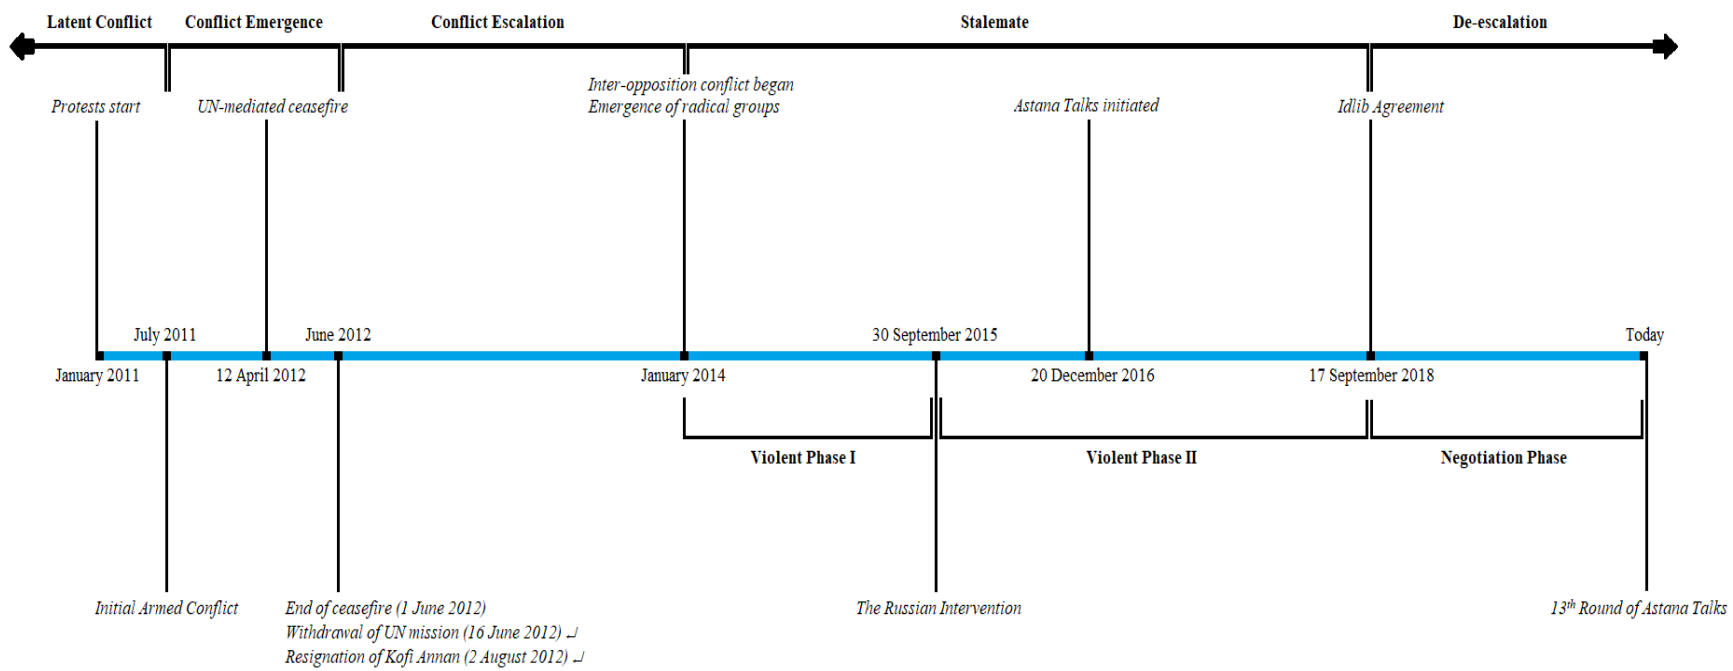 Latent Conflict
Conflict Emergence
Conflict Escalation
Stalemate
De-escalation
Protests start
UN-mediated ceasefire
Inter-opposition conflict began
Emergence of radical groups
Astana Talks initiated
Idlib Agreement
July 2011
June 2012
30 September 2015
Today
January 2011
12 April 2012
January 2014
20 December 2016
17 September 2018
Violent Phase I
Violent Phase II
Negotiation Phase
Initial Armed Conflict
End of ceasefire (1 June 2012)
Withdrawal of UN mission (16 June 2012) ↲
Resignation of Kofi Annan (2 August 2012) ↲
The Russian Intervention
13th Round of Astana Talks